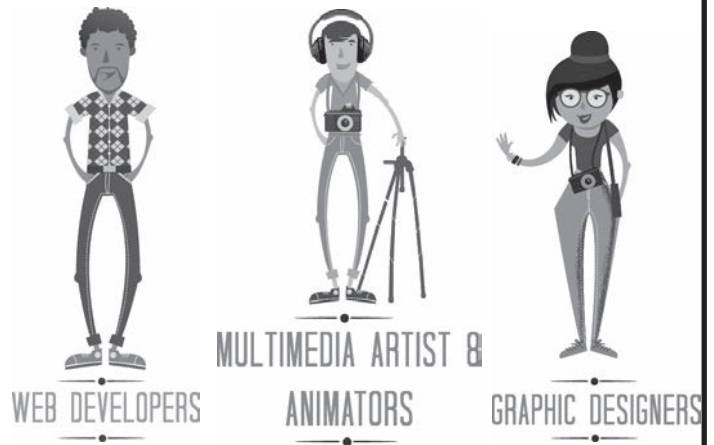 WEB DEVELOPERS
MULTIMEDIA ARTIST &
ANIMATORS
GRAPHIC DESIGNERS